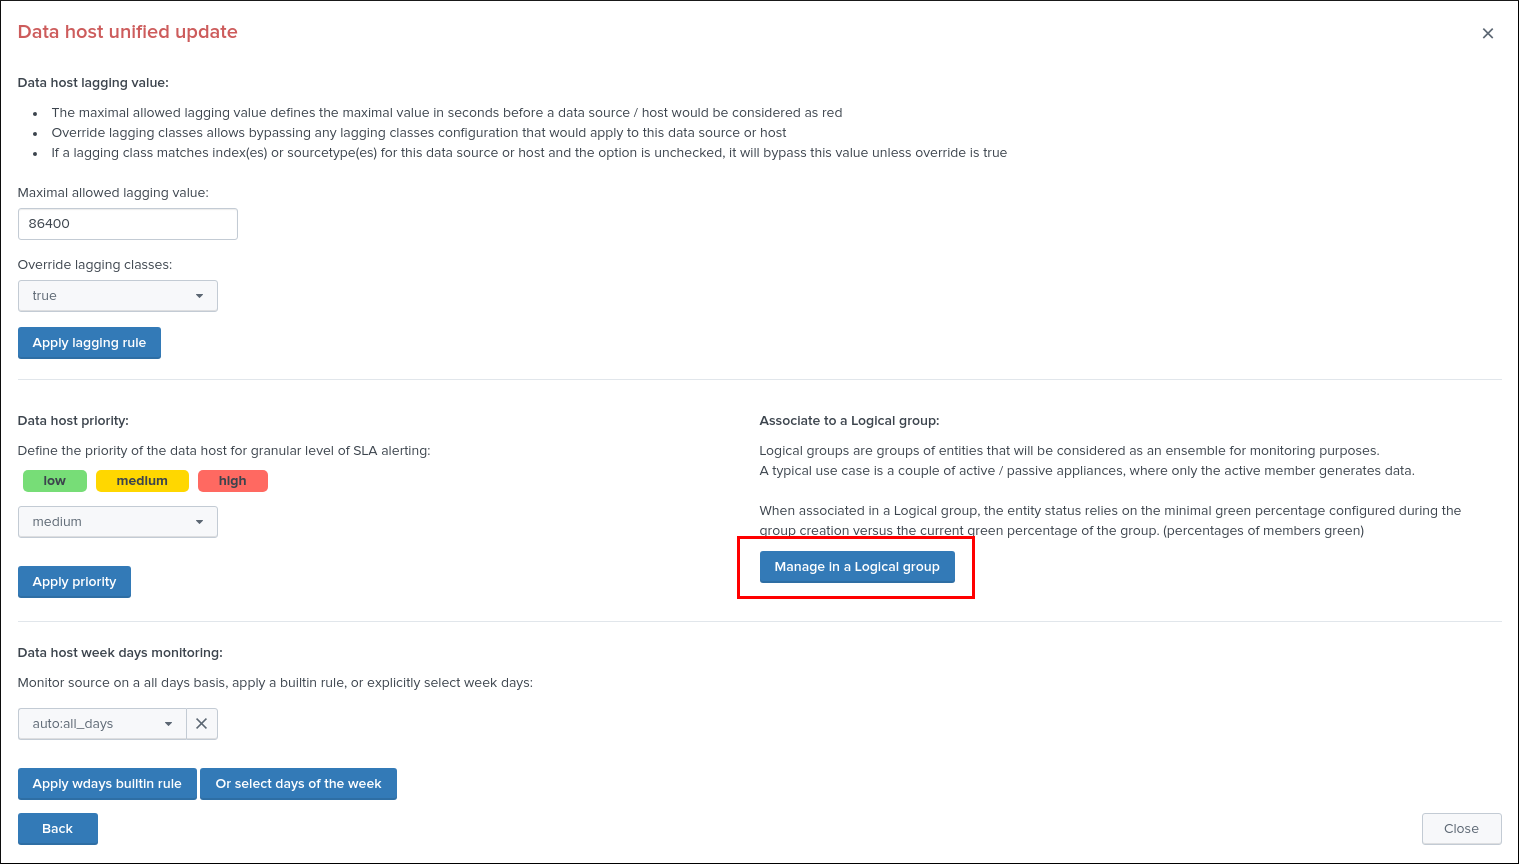 Data host unified update
Data host lagging value:
The maximal allowed lagging value defines the maximal value in seconds before a data source / host would be considered as red
Override lagging classes allows bypassing any lagging classes configuration that would apply to this data source or host
If a lagging class matches index(es) or sourcetype(es) for this data source or host and the option is unchecked, it will bypass this value unless override is true
Maximal allowed lagging value:
86400
Override lagging classes:
true
Apply lagging rule
Data host priority:
Define the priority of the data host for granular level of SLA alerting:
low medium high
medium
Apply priority
Associate to a Logical group:
Logical groups are groups of entities that will be considered as an ensemble for monitoring purposes.
A typical use case is a couple of active / passive appliances, where only the active member generates data.
When associated in a Logical group, the entity status relies on the minimal green percentage configured during the
group creation versus the current green percentage of the group. (percentages of members green)
Manage in a Logical group
Data host week days monitoring:
Monitor source on a all days basis, apply a builtin rule, or explicitly select week days:
auto:all_days
Apply wdays builtin rule Or select days of the week
Back
Close